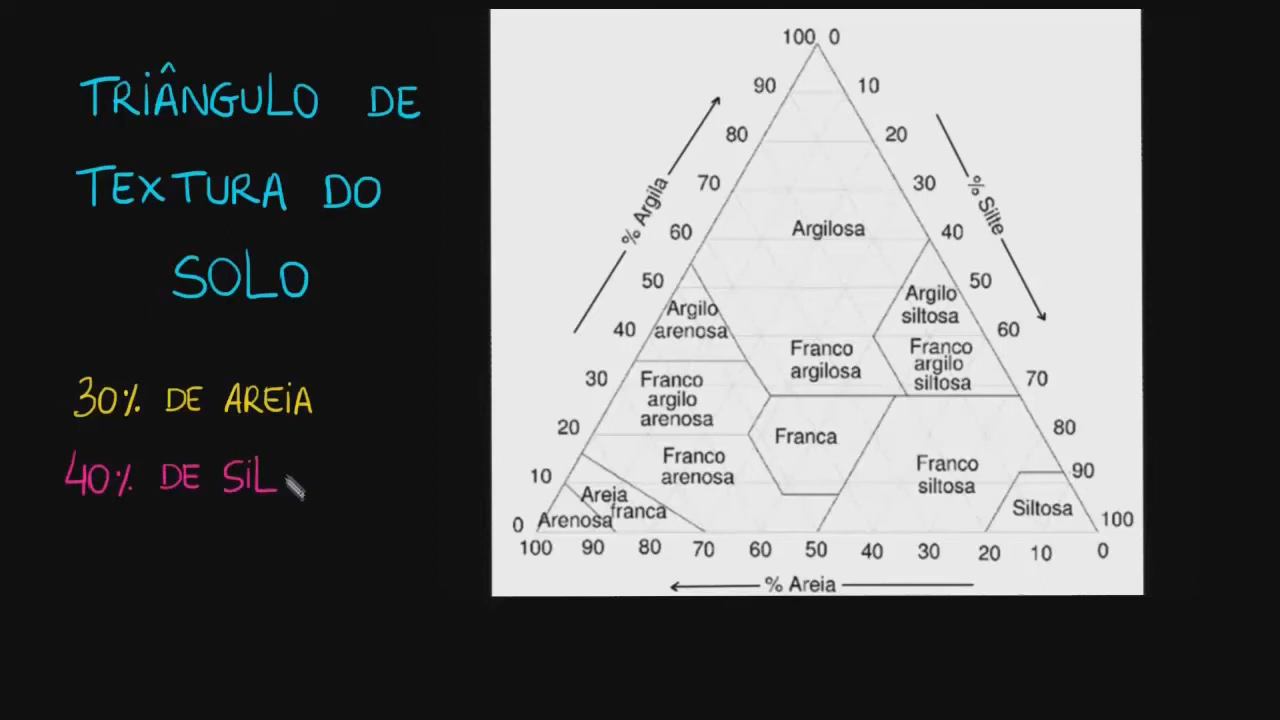 TRIÂNGULO DE
TEXTURA DO
SOLO
30% DE AREIA
40% DE SIL
100 0
90 10
80 20
70 30
60 40
50 50
40 60
30 70
20 80
10 90
0 100
% Argila
% Silte
Argilosa
Argilo
siltosa
Argilo
arenosa
Franco
argilosa
Franco
argilo
siltosa
Franco
argilo
arenosa
Franca
Franco
arenosa
Franco
siltosa
Areia
franca
Arenosa
Siltosa
100 90 80 70 60 50 40 30 20 10 0
% Areia